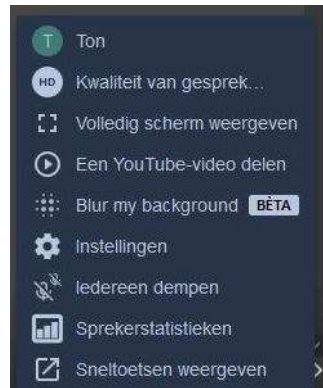 T Ton
HD Kwaliteit van gesprek...
Volledig scherm weergeven
Een YouTube-video delen
Blur my background BÈTA
Instellingen
Iedereen dempen
Sprekerstatistieken
Sneltoetsen weergeven